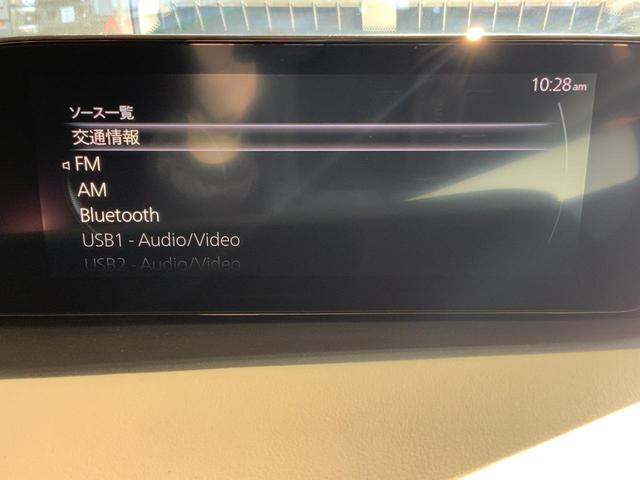 10:28am
ソース一覧
交通情報
FM
AM
Bluetooth
USB1 - Audio/Video
USB2 - Audio/Video